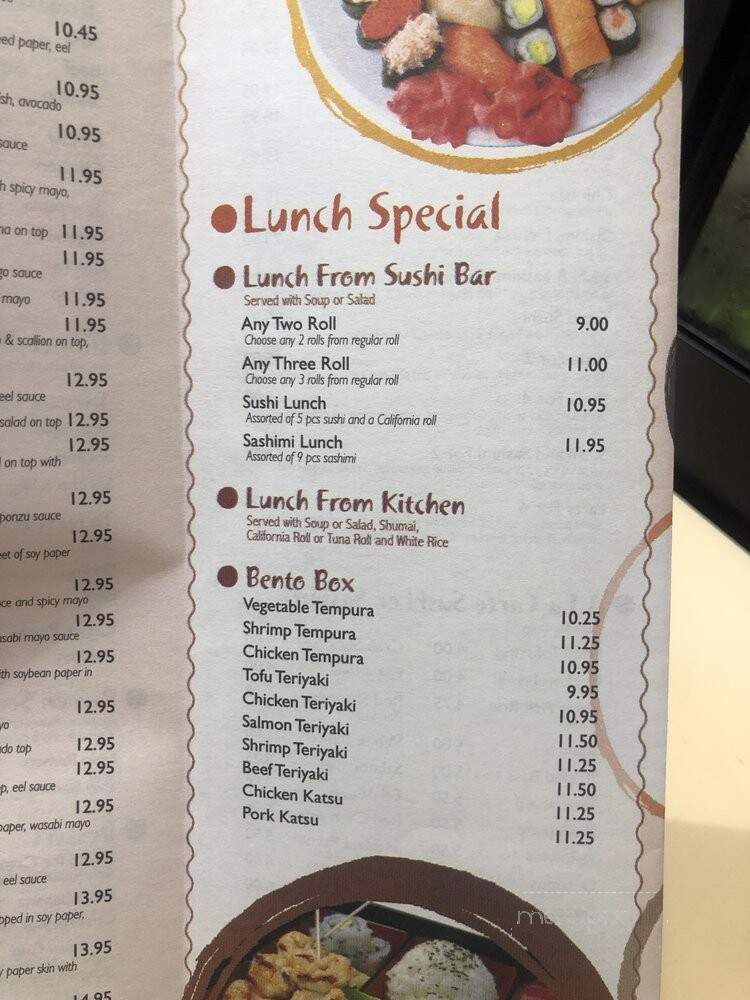 10.45
paper, eel
10.95
avocado
10.95
sauce
11.95
spicy mayo,
on top 11.95
11.95
sauce
mayo 11.95
11.95
& scallion on top,
12.95
eel sauce
salad on top 12.95
12.95
on top with
12.95
ponzu sauce
12.95
of soy paper
12.95
and spicy mayo
12.95
mayo sauce
12.95
with soybean paper in
12.95
top 12.95
12.95
eel sauce
12.95
paper, wasabi mayo
12.95
eel sauce
13.95
in soy paper,
13.95
paper skin with
14.95
Lunch Special
Lunch From Sushi Bar
Served with Soup or Salad
Any Two Roll 9.00
Choose any 2 rolls from regular roll
Any Three Roll 11.00
Choose any 3 rolls from regular roll
Sushi Lunch 10.95
Assorted of 5 pcs sushi and a California roll
Sashimi Lunch 11.95
Assorted of 9 pcs sashimi
Lunch From Kitchen
Served with Soup or Salad, Shumai,
California Roll or Tuna Roll and White Rice
Bento Box
Vegetable Tempura 10.25
Shrimp Tempura 11.25
Chicken Tempura 10.95
Tofu Teriyaki 9.95
Chicken Teriyaki 10.95
Salmon Teriyaki 11.50
Shrimp Teriyaki 11.25
Beef Teriyaki 11.50
Chicken Katsu 11.25
Pork Katsu 11.25